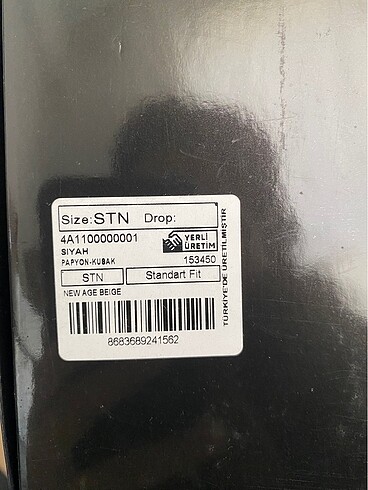 Size:STN Drop:
4A1100000001
YERLİ
ÜRETİM
SIYAH
PAPYON-KUSAK
153450
STN
Standart Fit
NEW AGE BEIGE
8683689241562
TÜRKİYE'DE ÜRETİLMİŞTİR